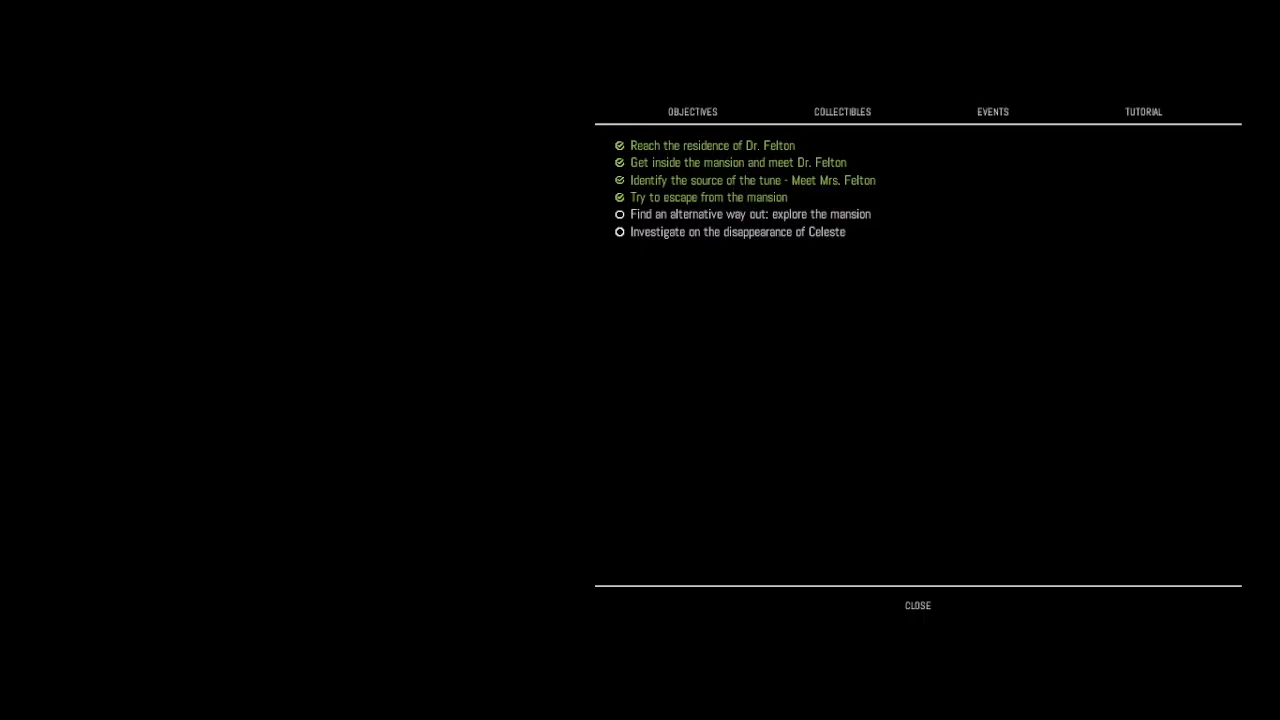 OBJECTIVES COLLECTIBLES EVENTS TUTORIAL
Reach the residence of Dr. Felton
Get inside the mansion and meet Dr. Felton
Identify the source of the tune - Meet Mrs. Felton
Try to escape from the mansion
Find an alternative way out: explore the mansion
Investigate on the disappearance of Celeste
CLOSE